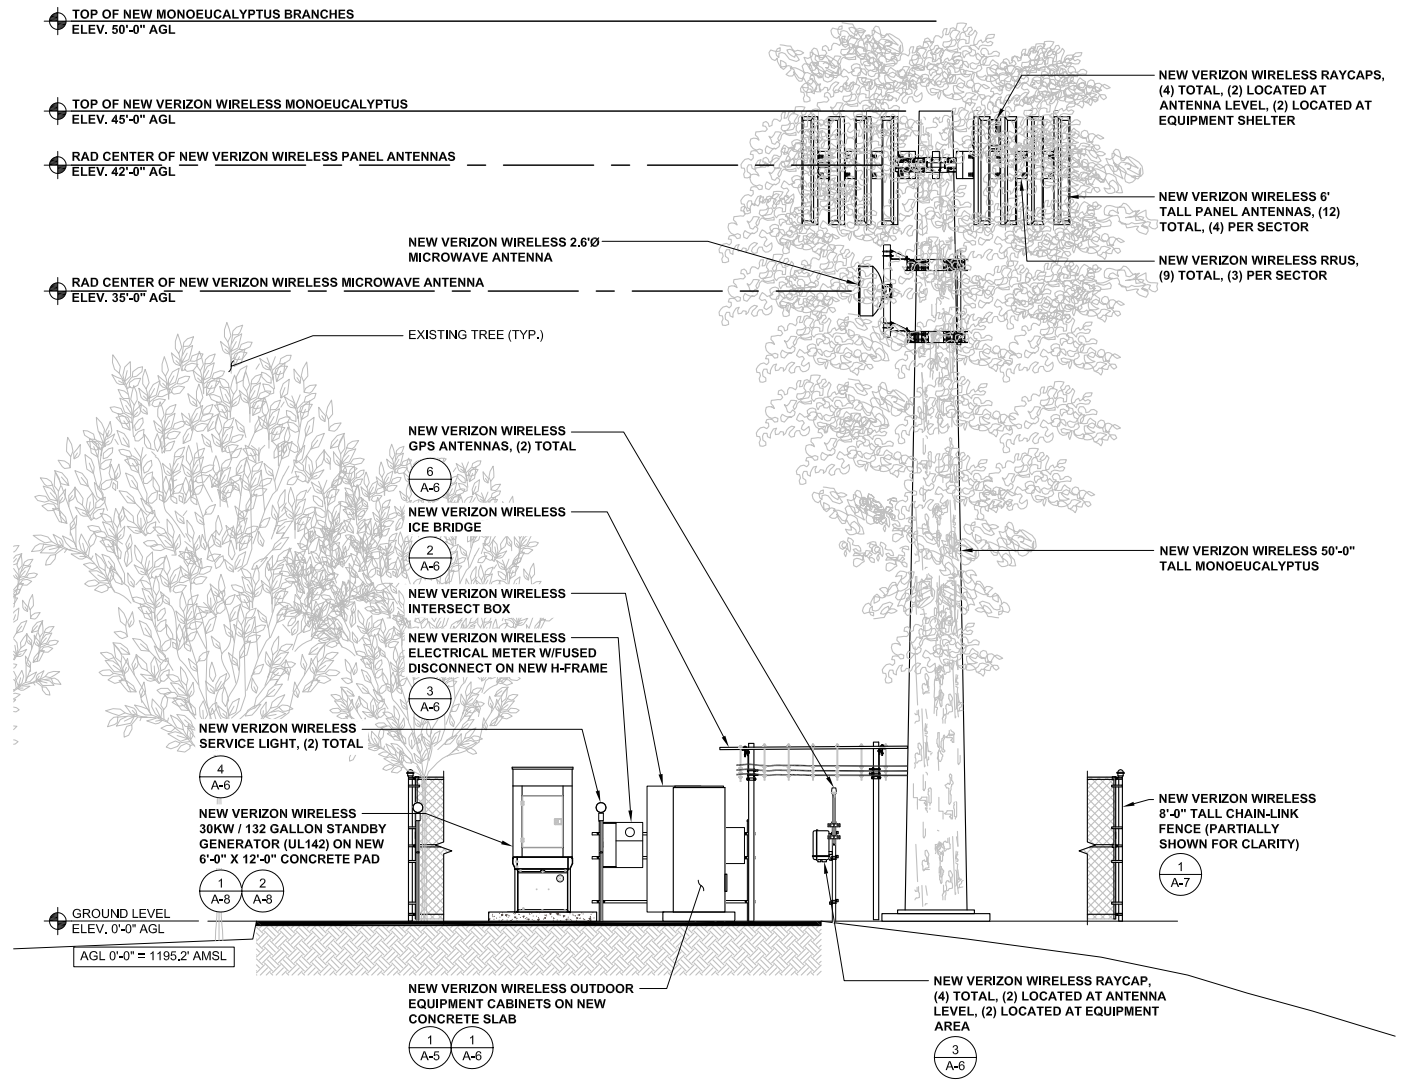 TOP OF NEW MONOEUCALYPTUS BRANCHES
ELEV. 50'-0" AGL
TOP OF NEW VERIZON WIRELESS MONOEUCALYPTUS
ELEV. 45'-0" AGL
RAD CENTER OF NEW VERIZON WIRELESS PANEL ANTENNAS
ELEV. 42'-0" AGL
NEW VERIZON WIRELESS 2.6'Ø
MICROWAVE ANTENNA
RAD CENTER OF NEW VERIZON WIRELESS MICROWAVE ANTENNA
ELEV. 35'-0" AGL
EXISTING TREE (TYP.)
NEW VERIZON WIRELESS RAYCAPS,
(4) TOTAL, (2) LOCATED AT
ANTENNA LEVEL, (2) LOCATED AT
EQUIPMENT SHELTER
NEW VERIZON WIRELESS 6'
TALL PANEL ANTENNAS, (12)
TOTAL, (4) PER SECTOR
NEW VERIZON WIRELESS RRUS,
(9) TOTAL, (3) PER SECTOR
NEW VERIZON WIRELESS
GPS ANTENNAS, (2) TOTAL
6
A-6
NEW VERIZON WIRELESS
ICE BRIDGE
2
A-6
NEW VERIZON WIRELESS
INTERSECT BOX
NEW VERIZON WIRELESS
ELECTRICAL METER W/FUSED
DISCONNECT ON NEW H-FRAME
3
A-6
NEW VERIZON WIRELESS 50'-0"
TALL MONOEUCALYPTUS
NEW VERIZON WIRELESS
SERVICE LIGHT, (2) TOTAL
4
A-6
NEW VERIZON WIRELESS
30KW / 132 GALLON STANDBY
GENERATOR (UL142) ON NEW
6'-0" X 12'-0" CONCRETE PAD
1 2
A-8 A-8
NEW VERIZON WIRELESS
8'-0" TALL CHAIN-LINK
FENCE (PARTIALLY
SHOWN FOR CLARITY)
1
A-7
GROUND LEVEL
ELEV. 0'-0" AGL
AGL 0'-0" = 1195.2' AMSL
NEW VERIZON WIRELESS OUTDOOR
EQUIPMENT CABINETS ON NEW
CONCRETE SLAB
1 1
A-5 A-6
NEW VERIZON WIRELESS RAYCAP,
(4) TOTAL, (2) LOCATED AT ANTENNA
LEVEL, (2) LOCATED AT EQUIPMENT
AREA
3
A-6